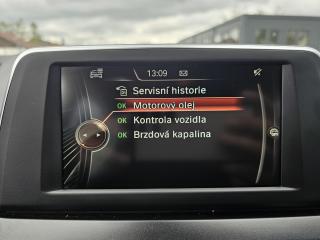 13:09
Servisní historie
OK Motorový olej
OK Kontrola vozidla
OK Brzdová kapalina